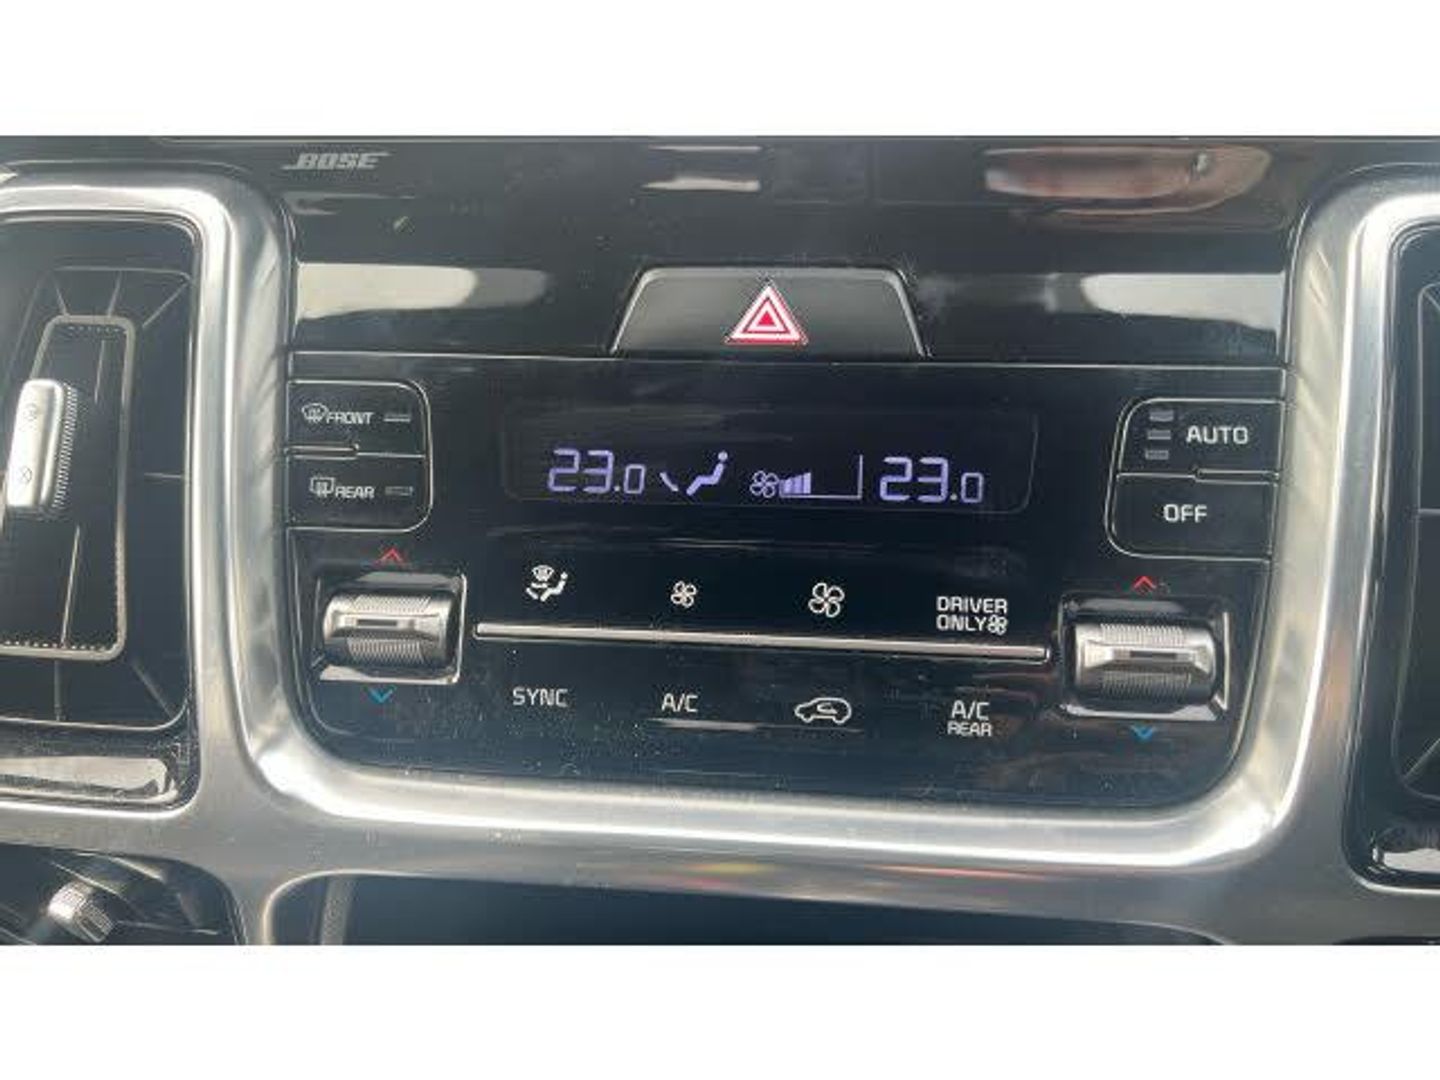 BOSE
FRONT
REAR
23.0 23.0
AUTO
OFF
DRIVER
ONLY
SYNC
A/C
A/C
REAR